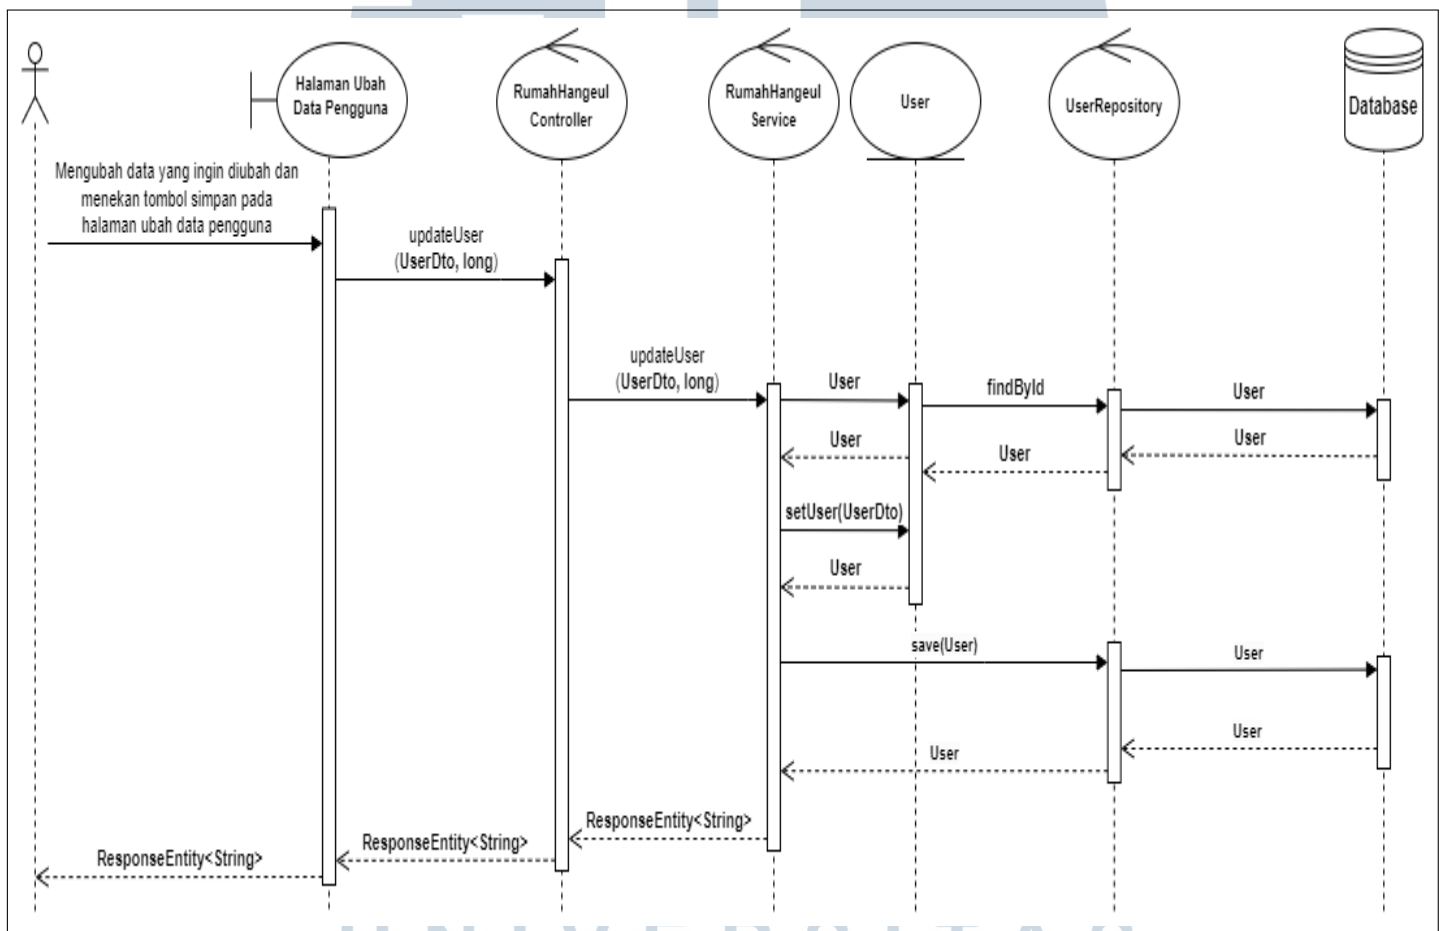 Halaman Ubah
Data Pengguna
RumahHangeul
Controller
RumahHangeul
Service
User
UserRepository
Database
Mengubah data yang ingin diubah dan
menekan tombol simpan pada
halaman ubah data pengguna
updateUser
(UserDto, long)
updateUser
(UserDto, long)
User
findById
User
User
User
User
setUser(UserDto)
User
save(User)
User
User
User
ResponseEntity<String>
ResponseEntity<String>
ResponseEntity<String>
UNIVERSITAS